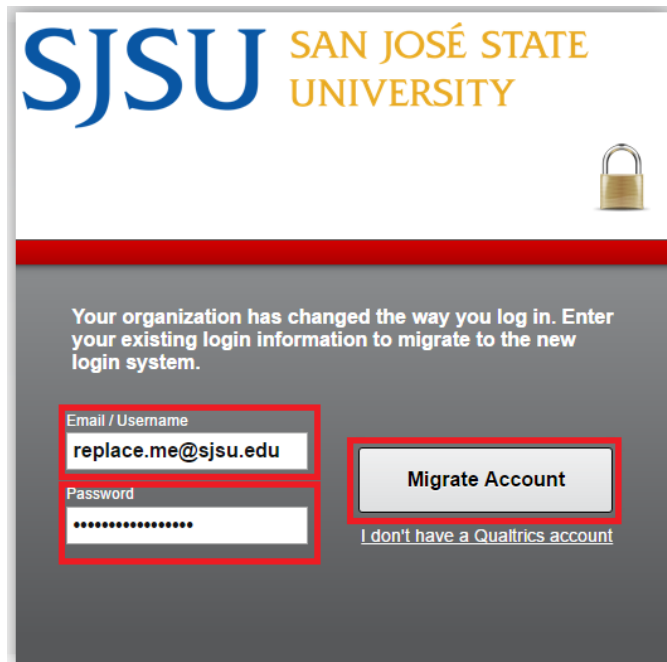 SJSU SAN JOSÉ STATE
UNIVERSITY
Your organization has changed the way you log in. Enter
your existing login information to migrate to the new
login system.
Email / Username
replace.me@sjsu.edu
Password
•••••••••••••••••
Migrate Account
I don't have a Qualtrics account